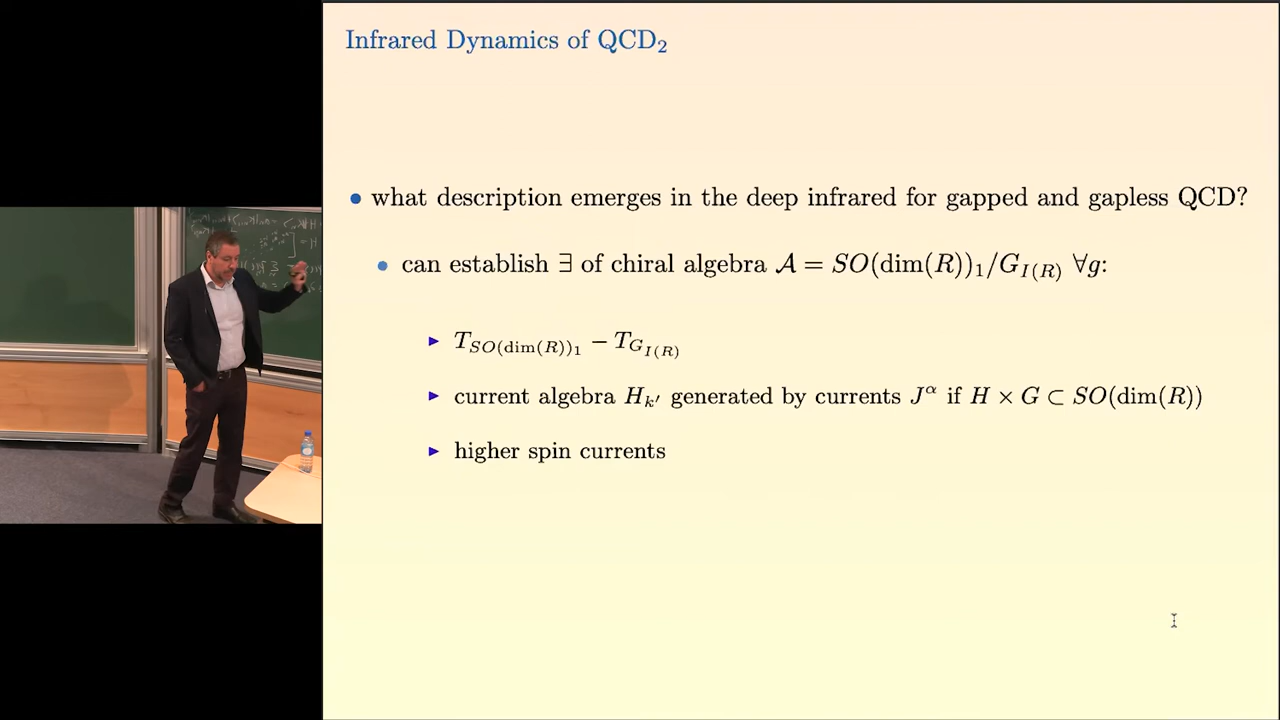 Infrared Dynamics of QCD₂
• what description emerges in the deep infrared for gapped and gapless QCD?
• can establish ∃ of chiral algebra 𝒜 = SO(dim(R))₁/G_{I(R)} ∀g:
▶ T_{SO(dim(R))₁} − T_{G_{I(R)}}
▶ current algebra H_{k′} generated by currents J^α if H × G ⊂ SO(dim(R))
▶ higher spin currents